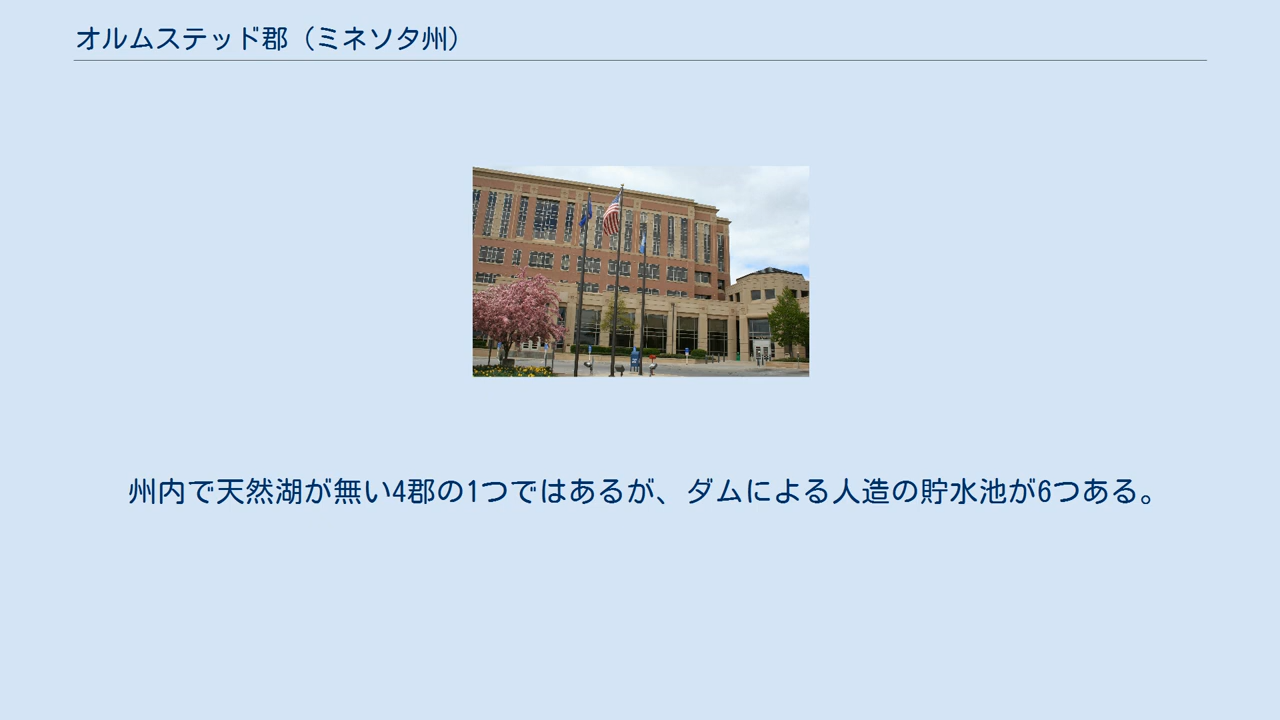 オルムステッド郡（ミネソタ州）
州内で天然湖が無い4郡の1つではあるが、ダムによる人造の貯水池が6つある。